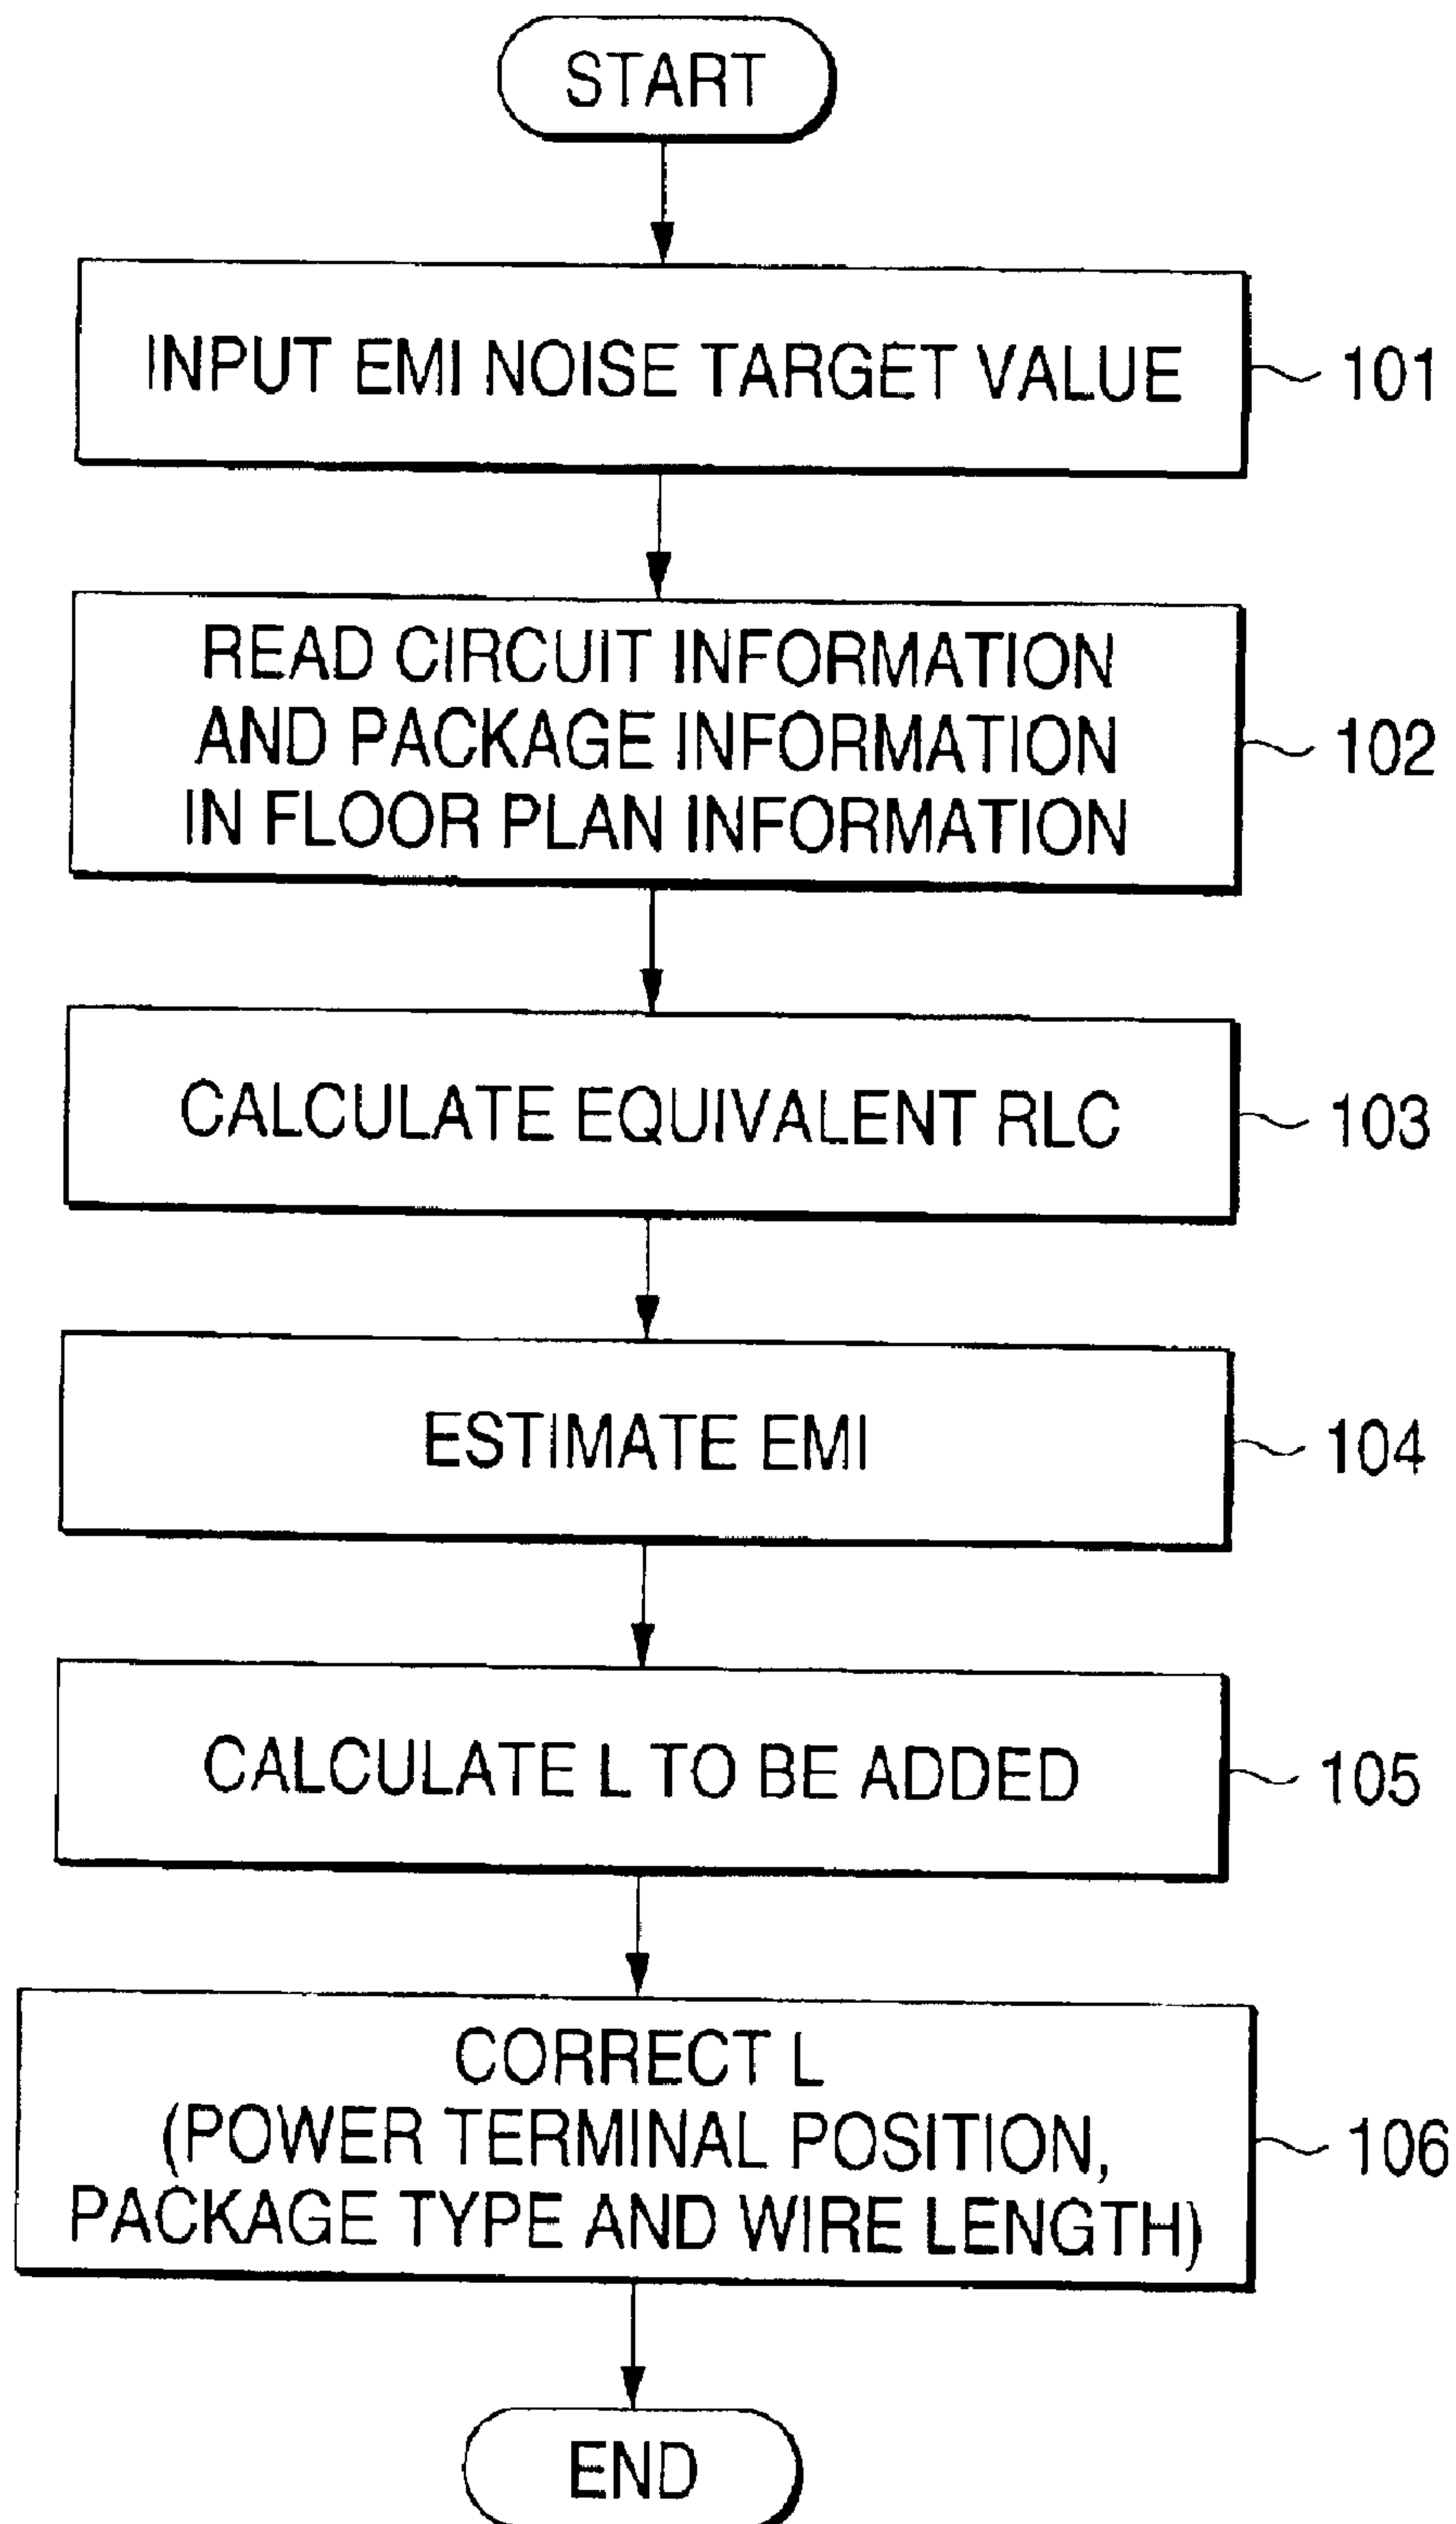 START
INPUT EMI NOISE TARGET VALUE
101
READ CIRCUIT INFORMATION
AND PACKAGE INFORMATION
IN FLOOR PLAN INFORMATION
102
CALCULATE EQUIVALENT RLC
103
ESTIMATE EMI
104
CALCULATE L TO BE ADDED
105
CORRECT L
(POWER TERMINAL POSITION,
PACKAGE TYPE AND WIRE LENGTH)
106
END